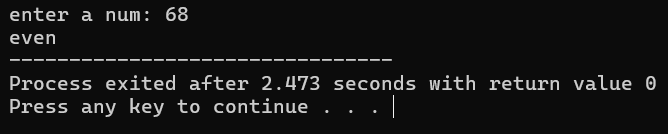 enter a num: 68
even
--------------------------------
Process exited after 2.473 seconds with return value 0
Press any key to continue . . .